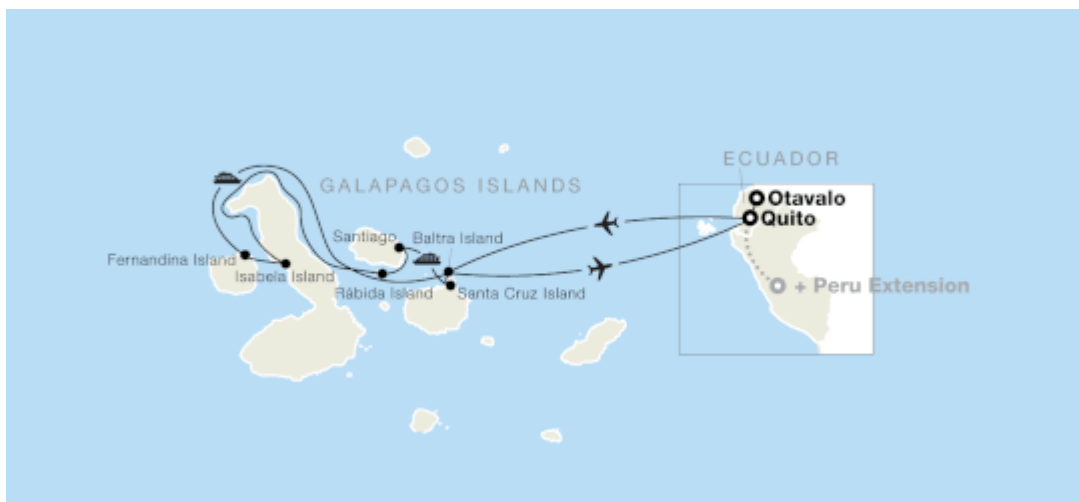 ECUADOR
GALAPAGOS ISLANDS
Otavalo
Quito
Santiago
Baltra Island
Fernandina Island
Isabela Island
Rábida Island
Santa Cruz Island
+ Peru Extension